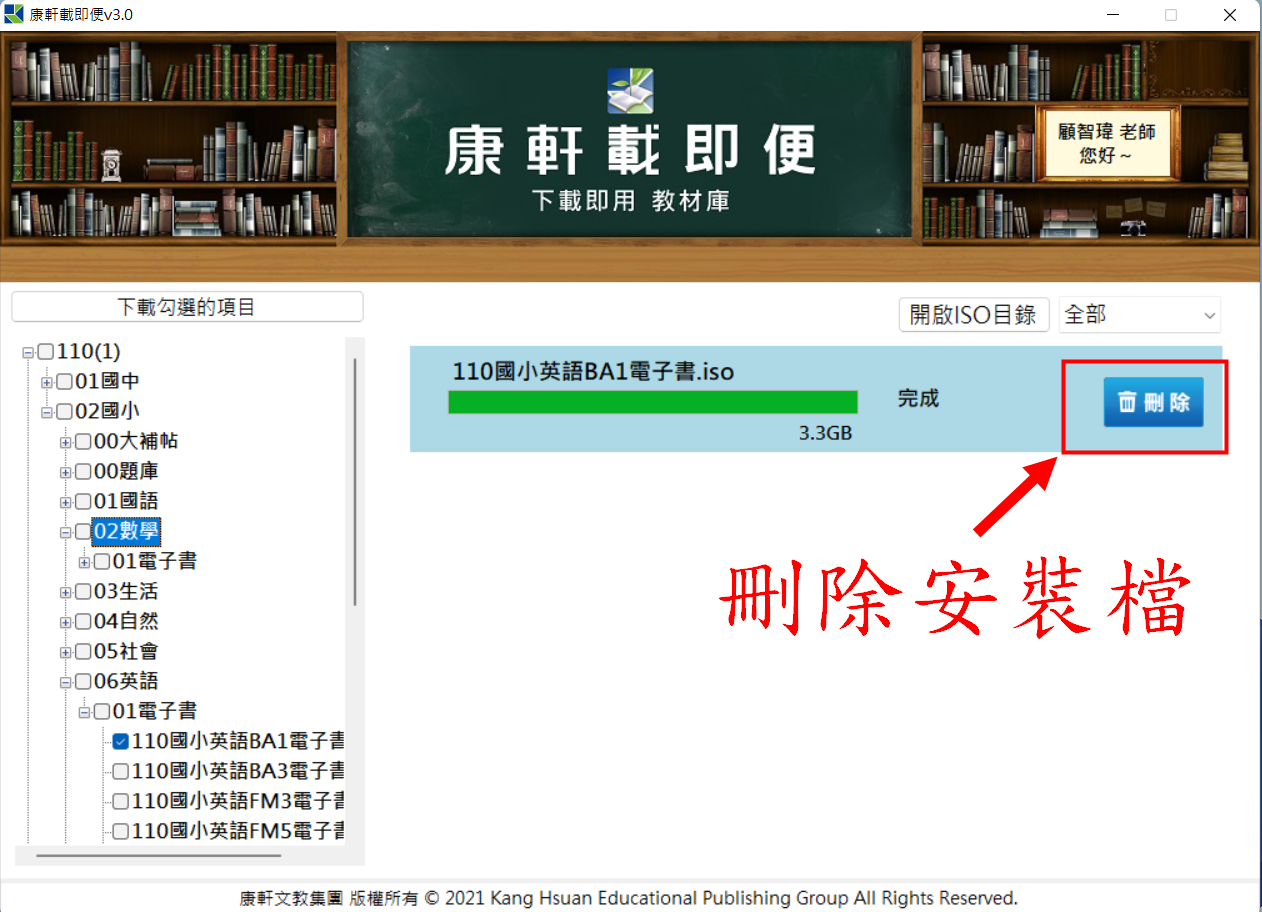 康軒載即便v3.0
康軒載即便
下載即用 教材庫
顧智瑋 老師
您好～
下載勾選的項目
開啟ISO目錄
全部
110(1)
01國中
02國小
00大補帖
00題庫
01國語
02數學
01電子書
03生活
04自然
05社會
06英語
01電子書
110國小英語BA1電子書
110國小英語BA3電子書
110國小英語FM3電子書
110國小英語FM5電子書
110國小英語BA1電子書.iso
完成
3.3GB
刪除
刪除安裝檔
康軒文教集團 版權所有 © 2021 Kang Hsuan Educational Publishing Group All Rights Reserved.